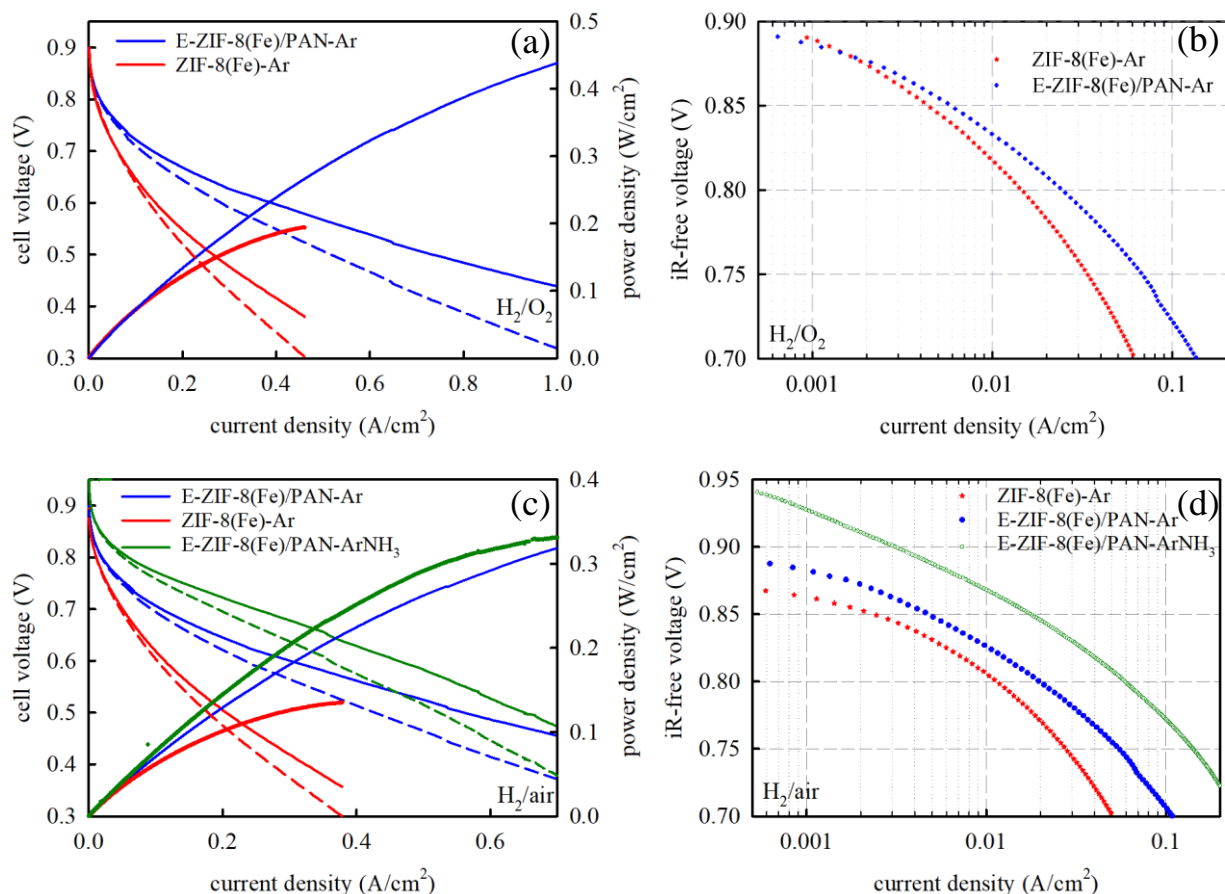 (a)
E-ZIF-8(Fe)/PAN-Ar
ZIF-8(Fe)-Ar
H2/O2
cell voltage (V)
0.9
0.8
0.7
0.6
0.5
0.4
0.3
power density (W/cm2)
0.5
0.4
0.3
0.2
0.1
0.0
0.0 0.2 0.4 0.6 0.8 1.0
current density (A/cm2)
(b)
ZIF-8(Fe)-Ar
E-ZIF-8(Fe)/PAN-Ar
H2/O2
iR-free voltage (V)
0.90
0.85
0.80
0.75
0.70
0.001 0.01 0.1
current density (A/cm2)
(c)
E-ZIF-8(Fe)/PAN-Ar
ZIF-8(Fe)-Ar
E-ZIF-8(Fe)/PAN-ArNH3
H2/air
cell voltage (V)
0.9
0.8
0.7
0.6
0.5
0.4
0.3
power density (W/cm2)
0.4
0.3
0.2
0.1
0.0
0.0 0.2 0.4 0.6
current density (A/cm2)
(d)
ZIF-8(Fe)-Ar
E-ZIF-8(Fe)/PAN-Ar
E-ZIF-8(Fe)/PAN-ArNH3
H2/air
iR-free voltage (V)
0.95
0.90
0.85
0.80
0.75
0.70
0.001 0.01 0.1
current density (A/cm2)